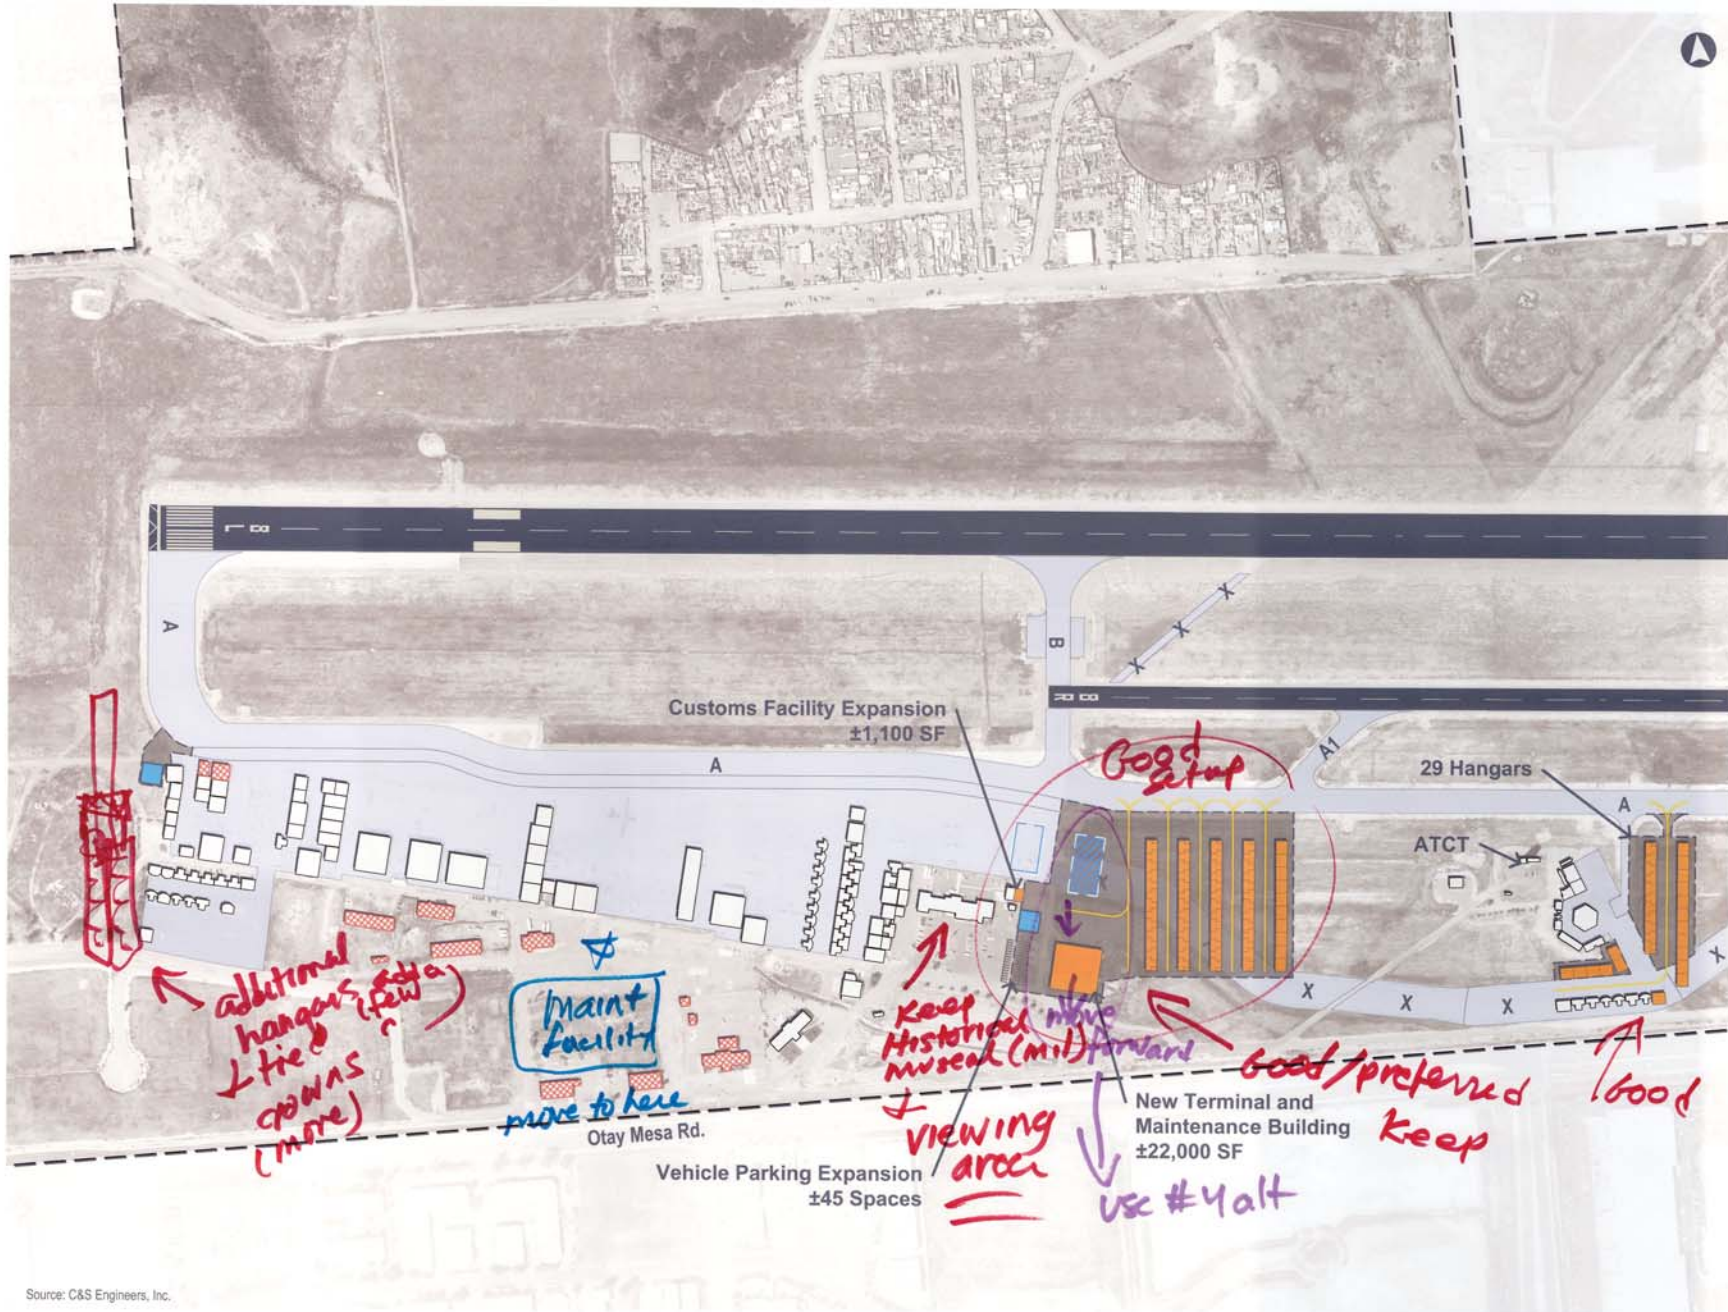 8 L
A
B
X
X
X
8 R
Customs Facility Expansion
±1,100 SF
A
Good
setup
A1
29 Hangars
A
ATCT
X
X
X
X
additional
hangars
add a
(few)
+ tie
downs
(more)
Maint
facility
move to here
Keep
Historical
Museum (mil)
+
viewing
area
move
forward
use #4 alt
Good/preferred
Keep
Good
New Terminal and
Maintenance Building
±22,000 SF
Otay Mesa Rd.
Vehicle Parking Expansion
±45 Spaces
Source: C&S Engineers, Inc.